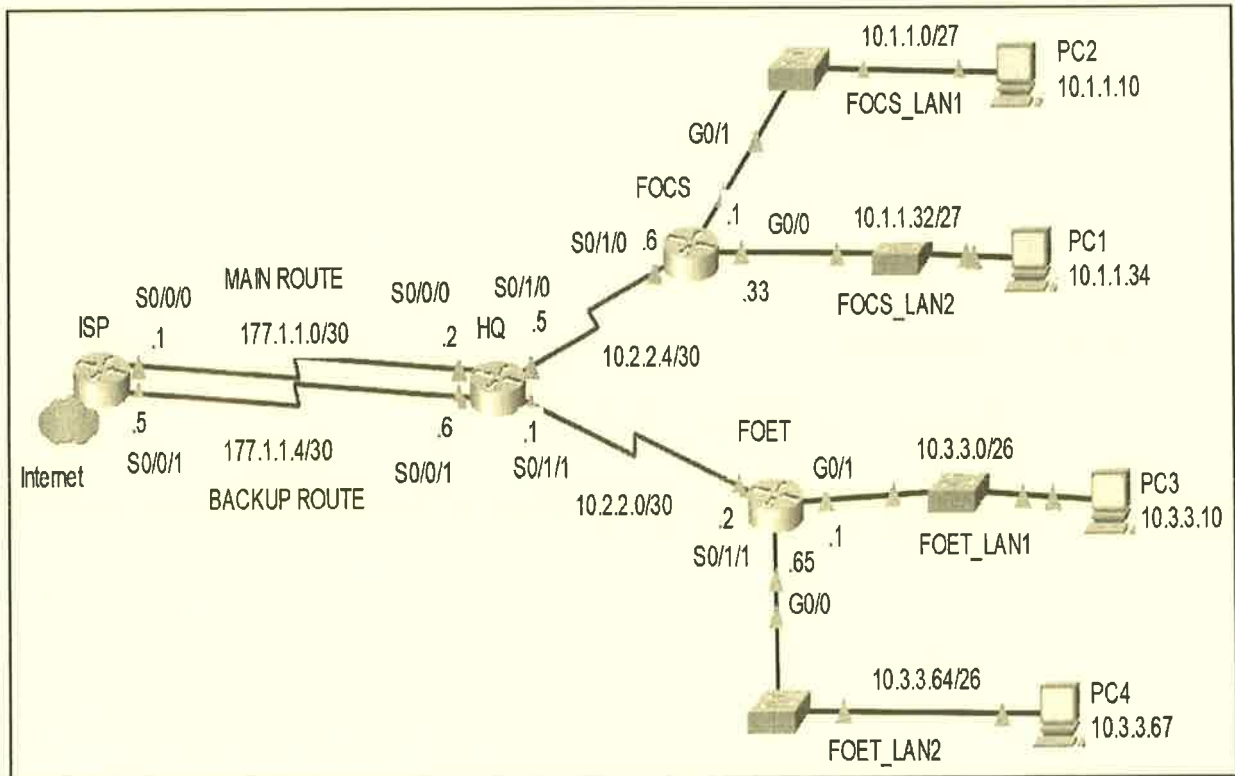 10.1.1.0/27
PC2
10.1.1.10
FOCS_LAN1
G0/1
FOCS
.1
G0/0
10.1.1.32/27
PC1
10.1.1.34
S0/1/0
.6
.33
FOCS_LAN2
MAIN ROUTE
S0/0/0
S0/0/0
S0/1/0
ISP
.1
177.1.1.0/30
.2
HQ
.5
10.2.2.4/30
.5
S0/0/1
177.1.1.4/30
.6
S0/0/1
.1
S0/1/1
Internet
BACKUP ROUTE
10.2.2.0/30
FOET
G0/1
10.3.3.0/26
PC3
10.3.3.10
.2
S0/1/1
.1
FOET_LAN1
.65
G0/0
10.3.3.64/26
PC4
10.3.3.67
FOET_LAN2